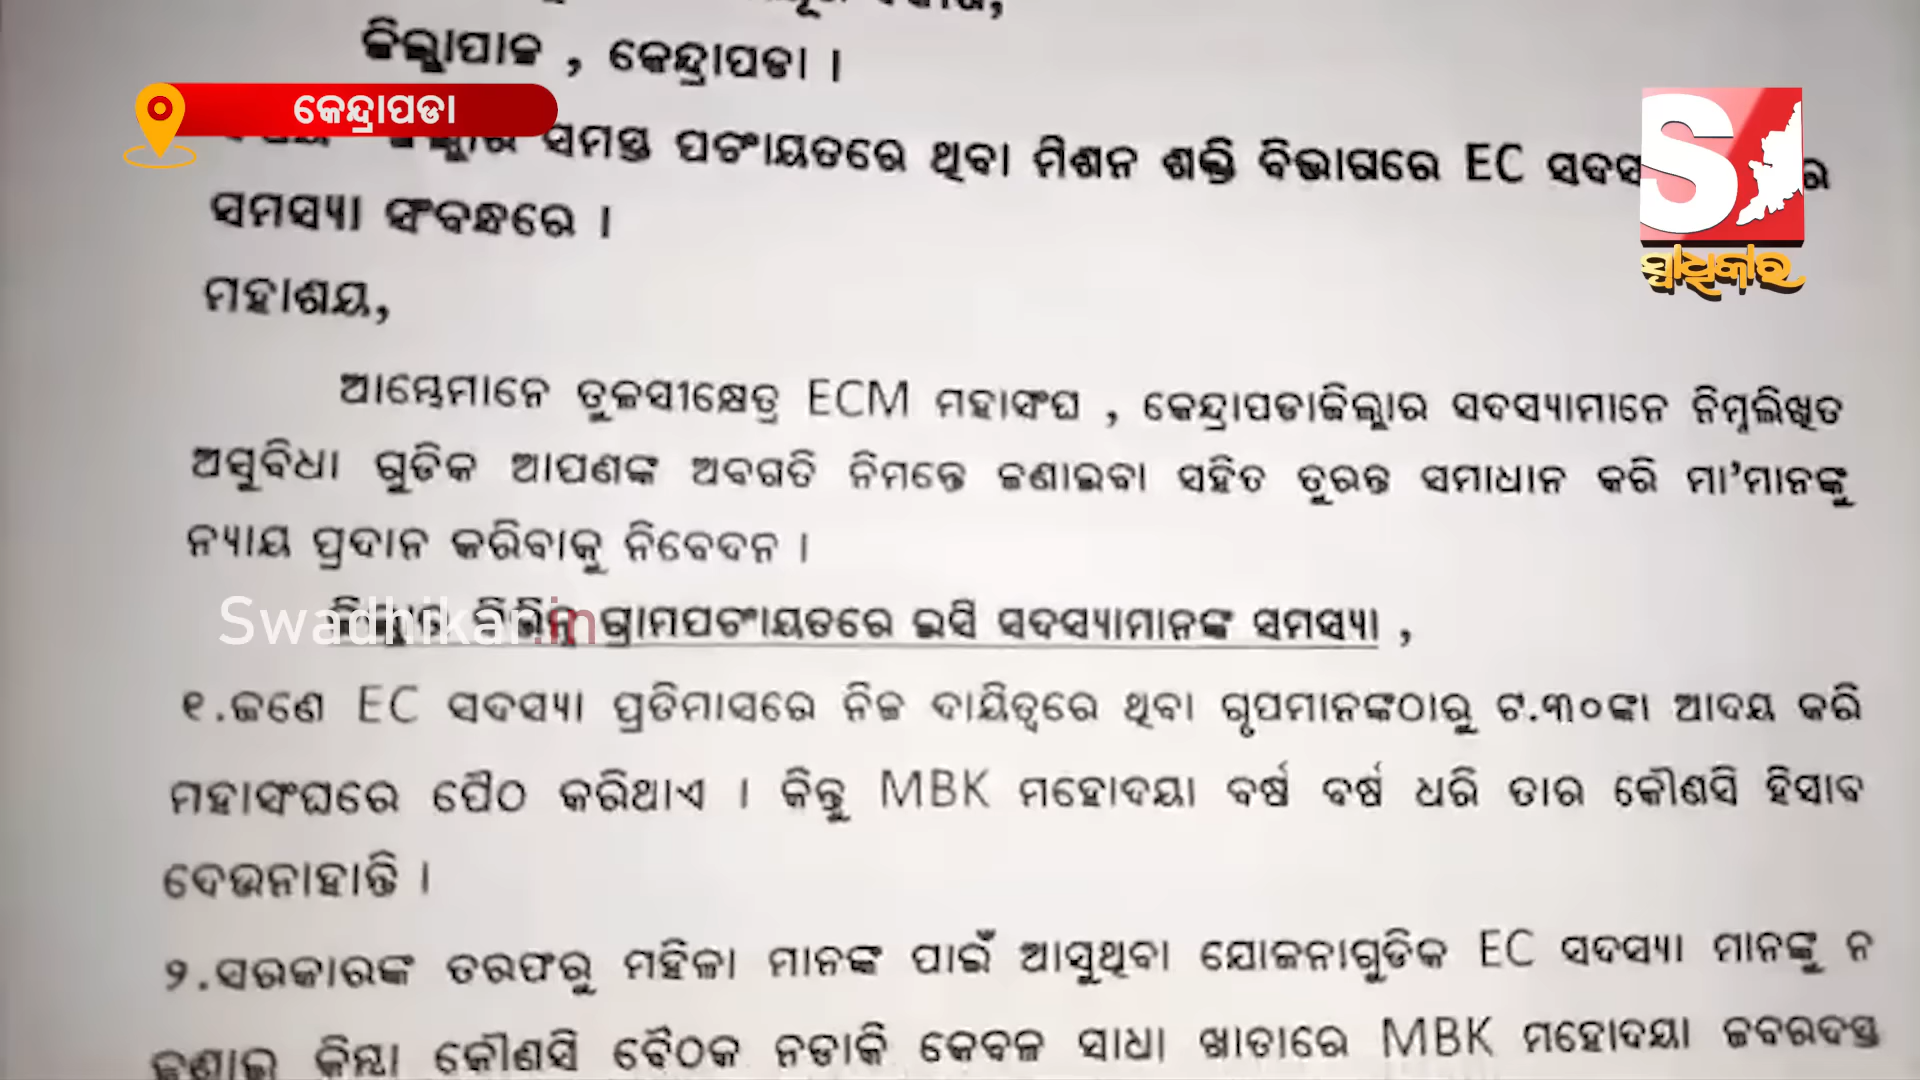 ଜିଲ୍ଲାପାଳ , କେନ୍ଦ୍ରାପଡା ।
କେନ୍ଦ୍ରାପଡା
ସମସ୍ତ ପଚଂାୟତରେ ଥିବା ମିଶନ ଶକ୍ତି ବିଭାଗରେ EC
ସମସ୍ୟା ସଂବନ୍ଧରେ ।
ସ୍ୱାଧିକାର
ମହାଶୟ,
ଆମ୍ଭେମାନେ ତୁଳସୀକ୍ଷେତ୍ର ECM ମହାସଂଘ , କେନ୍ଦ୍ରାପଡାଜିଲ୍ଲାର ସଦସ୍ୟାମାନେ ନିମ୍ନଲିଖିତ
ଅସୁବିଧା ଗୁଡିକ ଆପଣଙ୍କ ଅବଗତି ନିମନ୍ତେ ଜଣାଇବା ସହିତ ତୁରନ୍ତ ସମାଧାନ କରି ମା’ମାନଙ୍କୁ
ନ୍ୟାୟ ପ୍ରଦାନ କରିବାକୁ ନିବେଦନ ।
Swadhikar.in
ଗ୍ରାମପଚଂାୟତରେ ଇସି ସଦସ୍ୟାମାନଙ୍କ ସମସ୍ୟା ,
୧.ଜଣେ EC ସଦସ୍ୟା ପ୍ରତିମାସରେ ନିଜ ଦାୟିତ୍ୱରେ ଥିବା ଗୃପମାନଙ୍କଠାରୁ ଟ.୩୦ଙ୍କା ଆଦୟ କରି
ମହାସଂଘରେ ପୈଠ କରିଥାଏ । କିନ୍ତୁ MBK ମହୋଦୟା ବର୍ଷ ବର୍ଷ ଧରି ତାର କୌଣସି ହିସାବ
ଦେଉନାହାନ୍ତି ।
୨.ସରକାରଙ୍କ ତରଫରୁ ମହିଳା ମାନଙ୍କ ପାଇଁ ଆସୁଥିବା ଯୋଜନାଗୁଡିକ EC ସଦସ୍ୟା ମାନଙ୍କୁ ନ
ଜଣାଇ କିମ୍ବା କୌଣସି ବୈଠକ ନଡାକି କେବଳ ସାଧା ଖାତାରେ MBK ମହୋଦୟା ଜବରଦସ୍ତ